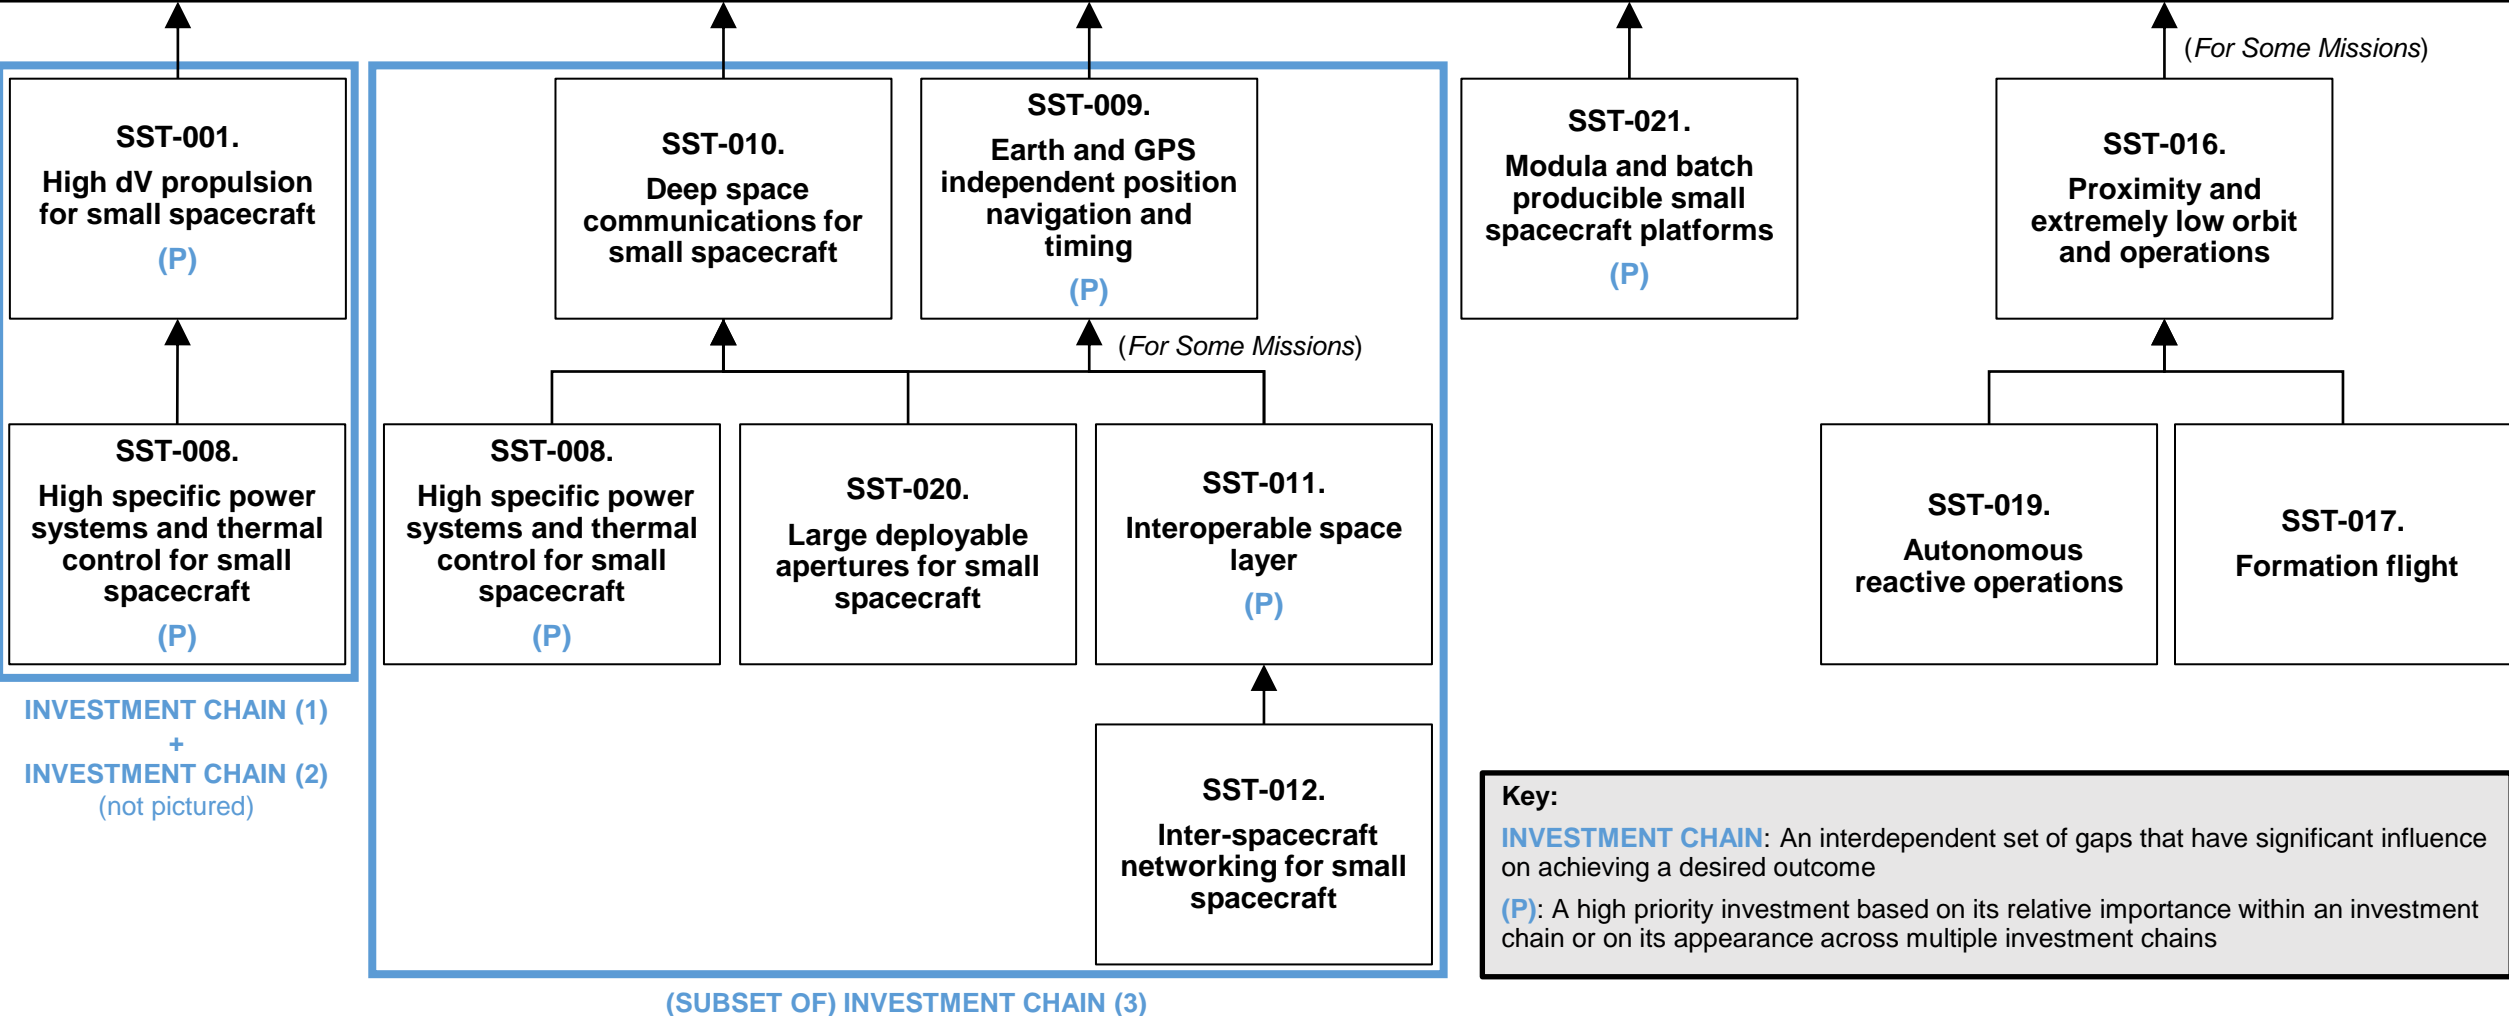 (For Some Missions)
SST-001.
High dV propulsion
for small spacecraft
(P)
SST-010.
Deep space
communications for
small spacecraft
SST-009.
Earth and GPS
independent position
navigation and
timing
(P)
SST-021.
Modula and batch
producible small
spacecraft platforms
(P)
SST-016.
Proximity and
extremely low orbit
and operations
(For Some Missions)
SST-008.
High specific power
systems and thermal
control for small
spacecraft
(P)
SST-008.
High specific power
systems and thermal
control for small
spacecraft
(P)
SST-020.
Large deployable
apertures for small
spacecraft
SST-011.
Interoperable space
layer
(P)
SST-019.
Autonomous
reactive operations
SST-017.
Formation flight
INVESTMENT CHAIN (1)
+
INVESTMENT CHAIN (2)
(not pictured)
SST-012.
Inter-spacecraft
networking for small
spacecraft
Key:
INVESTMENT CHAIN: An interdependent set of gaps that have significant influence
on achieving a desired outcome
(P): A high priority investment based on its relative importance within an investment
chain or on its appearance across multiple investment chains
(SUBSET OF) INVESTMENT CHAIN (3)